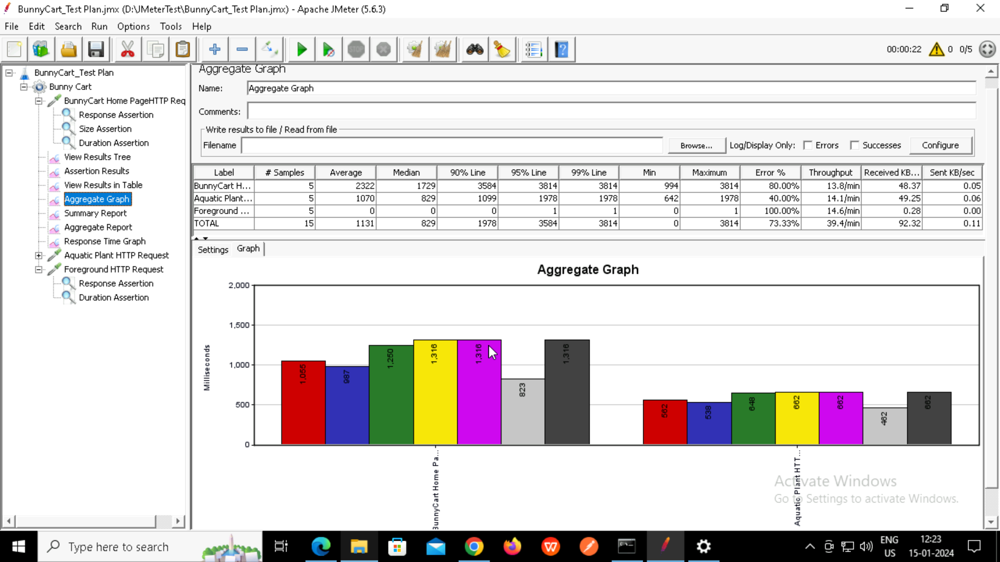 BunnyCart_Test Plan.jmx (D:\JMeterTest\BunnyCart_Test Plan.jmx) - Apache JMeter (5.6.3)
File Edit Search Run Options Tools Help
STOP
00:00:22 0 0/5
BunnyCart_Test Plan
Bunny Cart
BunnyCart Home PageHTTP Req
Response Assertion
Size Assertion
Duration Assertion
View Results Tree
Assertion Results
View Results in Table
Aggregate Graph
Summary Report
Aggregate Report
Response Time Graph
Aquatic Plant HTTP Request
Foreground HTTP Request
Response Assertion
Duration Assertion
Aggregate Graph
Name: Aggregate Graph
Comments:
Write results to file / Read from file
Filename Browse... Log/Display Only: Errors Successes Configure
Label # Samples Average Median 90% Line 95% Line 99% Line Min Maximum Error % Throughput Received KB... Sent KB/sec
BunnyCart H... 5 2322 1729 3584 3814 3814 994 3814 80.00% 13.8/min 48.37 0.05
Aquatic Plant... 5 1070 829 1099 1978 1978 642 1978 40.00% 14.1/min 49.25 0.06
Foreground ... 5 0 0 0 1 1 0 1 100.00% 14.6/min 0.28 0.00
TOTAL 15 1131 829 1978 3584 3814 0 3814 73.33% 39.4/min 92.32 0.11
Settings Graph
Aggregate Graph
Milliseconds
2,000
1,500
1,000
500
0
1,055 987 1,250 1,316 1,316 823 1,316
562 538 648 662 662 462 662
BunnyCart Home Pa...
Aquatic Plant HTT...
Activate Windows
Go to Settings to activate Windows.
Type here to search
ENG
US
12:23
15-01-2024